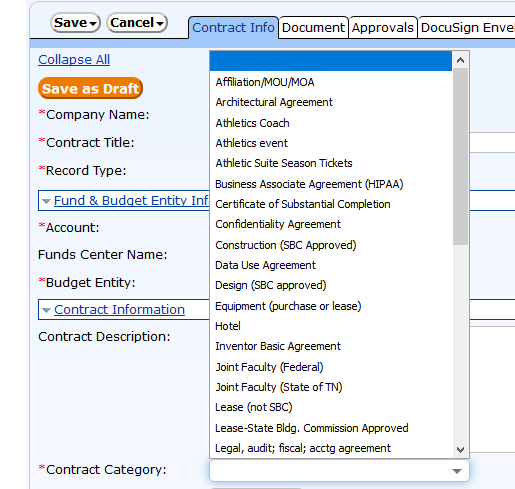 Save Cancel Contract Info Document Approvals DocuSign Envel
Collapse All
Save as Draft
*Company Name:
*Contract Title:
*Record Type:
Fund & Budget Entity Inf
*Account:
Funds Center Name:
*Budget Entity:
Contract Information
Contract Description:
*Contract Category:
Affiliation/MOU/MOA
Architectural Agreement
Athletics Coach
Athletics event
Athletic Suite Season Tickets
Business Associate Agreement (HIPAA)
Certificate of Substantial Completion
Confidentiality Agreement
Construction (SBC Approved)
Data Use Agreement
Design (SBC approved)
Equipment (purchase or lease)
Hotel
Inventor Basic Agreement
Joint Faculty (Federal)
Joint Faculty (State of TN)
Lease (not SBC)
Lease-State Bldg. Commission Approved
Legal, audit; fiscal; acctg agreement